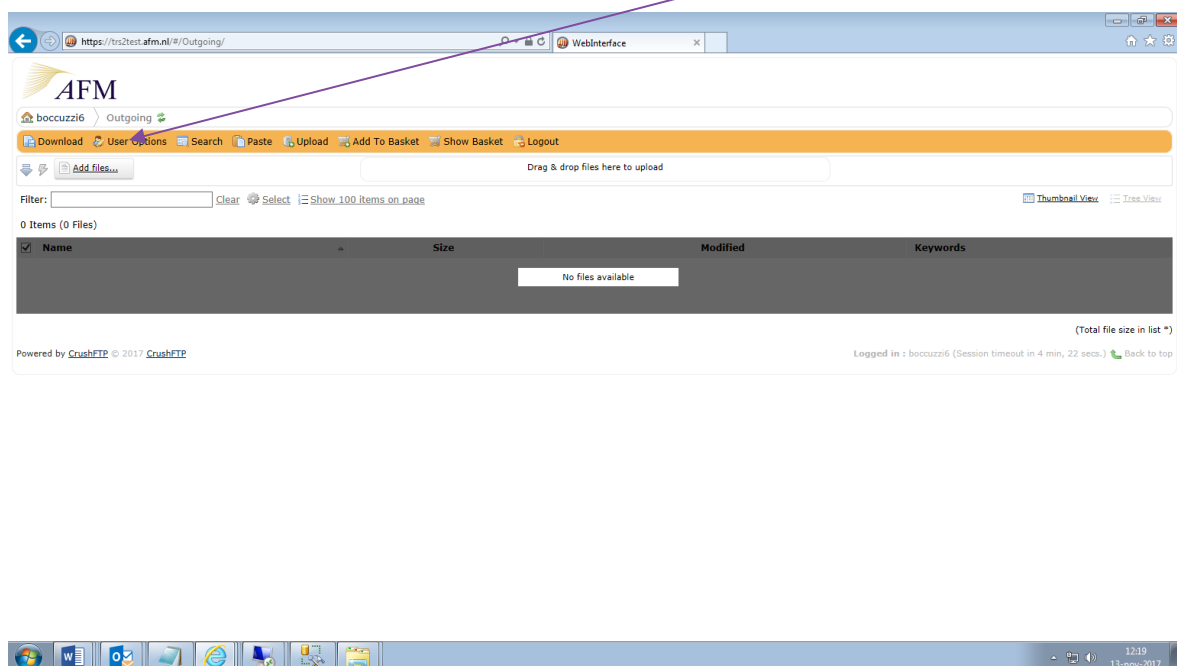 https://trs2test.afm.nl/#/Outgoing/ WebInterface
AFM
boccuzzi6 Outgoing
Download User Options Search Paste Upload Add To Basket Show Basket Logout
Add files... Drag & drop files here to upload
Filter: Clear Select Show 100 items on page Thumbnail View Tree View
0 Items (0 Files)
Name Size Modified Keywords
No files available
(Total file size in list *)
Powered by CrushFTP © 2017 CrushFTP Logged in : boccuzzi6 (Session timeout in 4 min, 22 secs.) Back to top
12:19
13-nov-2017